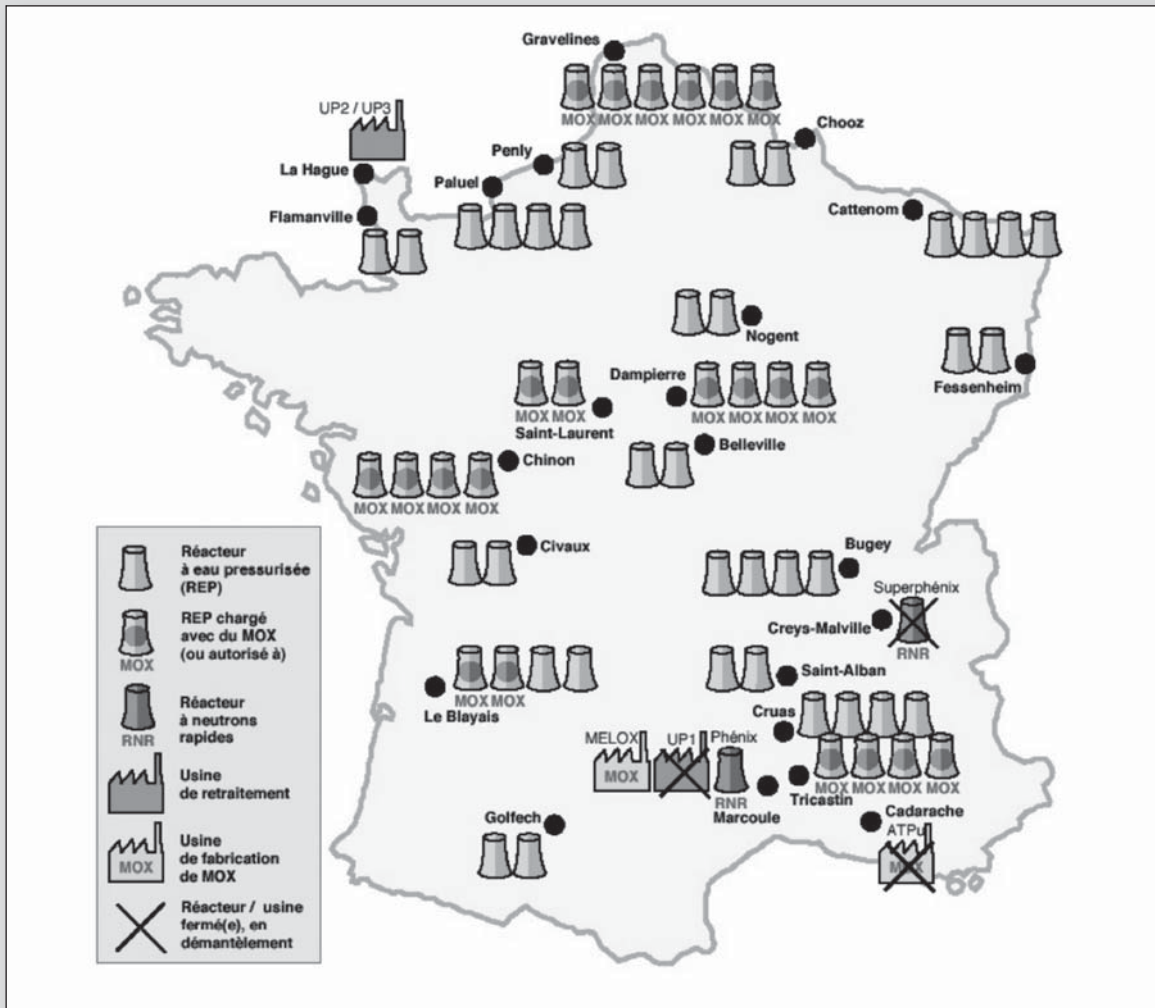 Gravelines
MOX MOX MOX MOX MOX MOX
UP2 / UP3
Chooz
Penly
La Hague
Paluel
Flamanville
Cattenom
Nogent
Fessenheim
Dampierre
MOX MOX
MOX MOX MOX MOX
Saint-Laurent
Belleville
Chinon
MOX MOX MOX MOX
Civaux
Bugey
Superphénix
Creys-Malville
RNR
Saint-Alban
MOX MOX
Le Blayais
Cruas
MELOX
UP1
Phénix
MOX
RNR
Marcoule
MOX MOX MOX MOX
Tricastin
Cadarache
ATPu
MOX
Golfech
Réacteur
à eau pressurisée
(REP)
REP chargé
avec du MOX
(ou autorisé à)
MOX
Réacteur
à neutrons
rapides
RNR
Usine
de retraitement
Usine
de fabrication
de MOX
MOX
Réacteur / usine
fermé(e), en
démantèlement